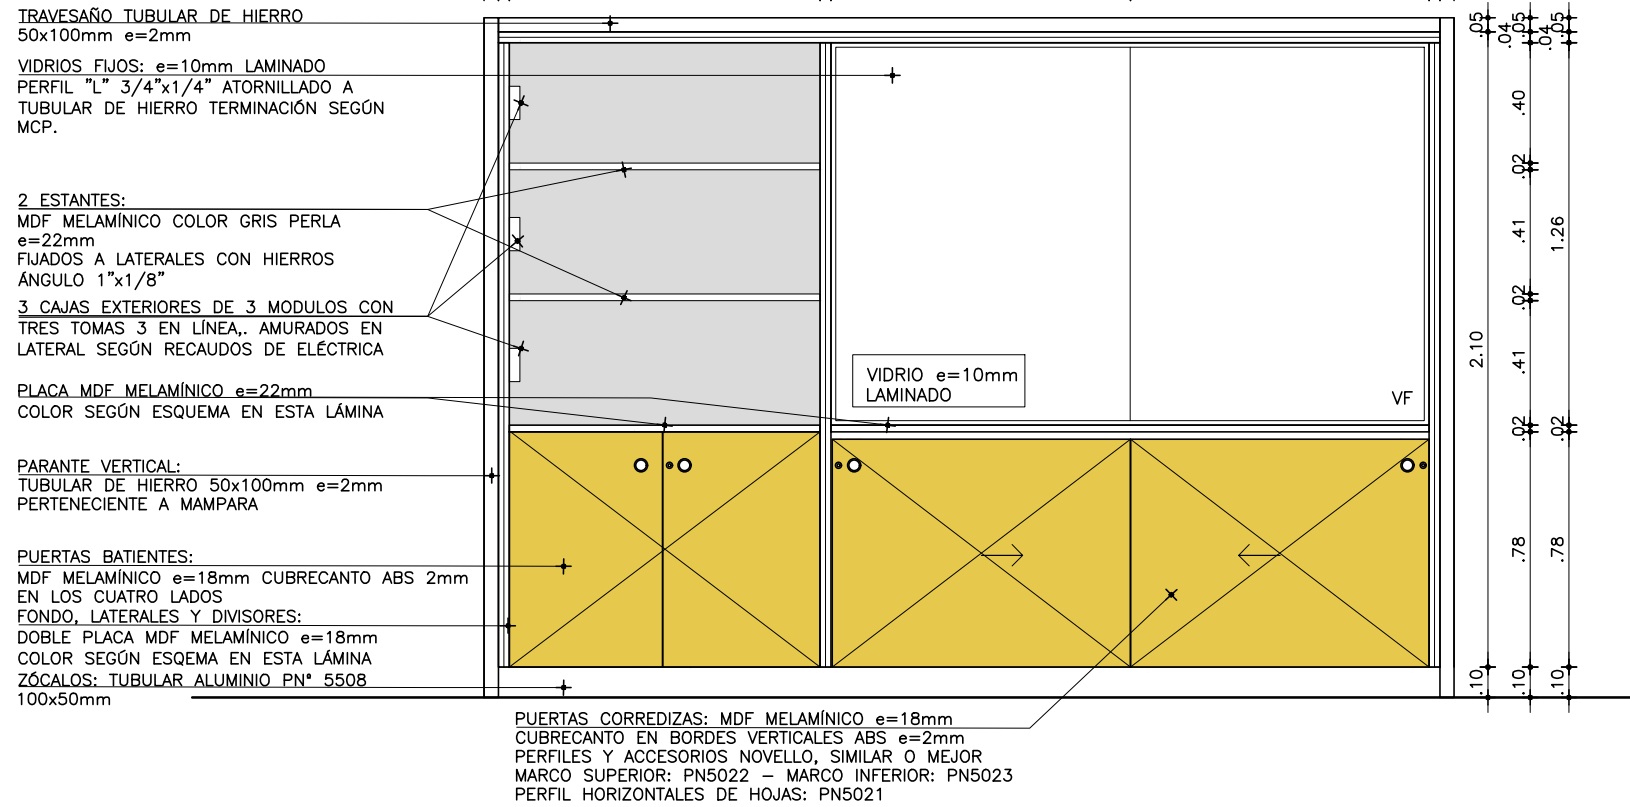 TRAVESAÑO TUBULAR DE HIERRO
50x100mm e=2mm
VIDRIOS FIJOS: e=10mm LAMINADO
PERFIL "L" 3/4"x1/4" ATORNILLADO A
TUBULAR DE HIERRO TERMINACIÓN SEGÚN
MCP.
2 ESTANTES:
MDF MELAMÍNICO COLOR GRIS PERLA
e=22mm
FIJADOS A LATERALES CON HIERROS
ÁNGULO 1"x1/8"
3 CAJAS EXTERIORES DE 3 MODULOS CON
TRES TOMAS 3 EN LÍNEA,. AMURADOS EN
LATERAL SEGÚN RECAUDOS DE ELÉCTRICA
PLACA MDF MELAMÍNICO e=22mm
COLOR SEGÚN ESQUEMA EN ESTA LÁMINA
PARANTE VERTICAL:
TUBULAR DE HIERRO 50x100mm e=2mm
PERTENECIENTE A MAMPARA
PUERTAS BATIENTES:
MDF MELAMÍNICO e=18mm CUBRECANTO ABS 2mm
EN LOS CUATRO LADOS
FONDO, LATERALES Y DIVISORES:
DOBLE PLACA MDF MELAMÍNICO e=18mm
COLOR SEGÚN ESQEMA EN ESTA LÁMINA
ZÓCALOS: TUBULAR ALUMINIO PNº 5508
100x50mm
VIDRIO e=10mm
LAMINADO
VF
PUERTAS CORREDIZAS: MDF MELAMÍNICO e=18mm
CUBRECANTO EN BORDES VERTICALES ABS e=2mm
PERFILES Y ACCESORIOS NOVELLO, SIMILAR O MEJOR
MARCO SUPERIOR: PN5022 – MARCO INFERIOR: PN5023
PERFIL HORIZONTALES DE HOJAS: PN5021
.05
2.10
.10
.05
.04
.40
.02
.41
.02
.41
.02
.78
.10
.05
.04
1.26
.02
.78
.10